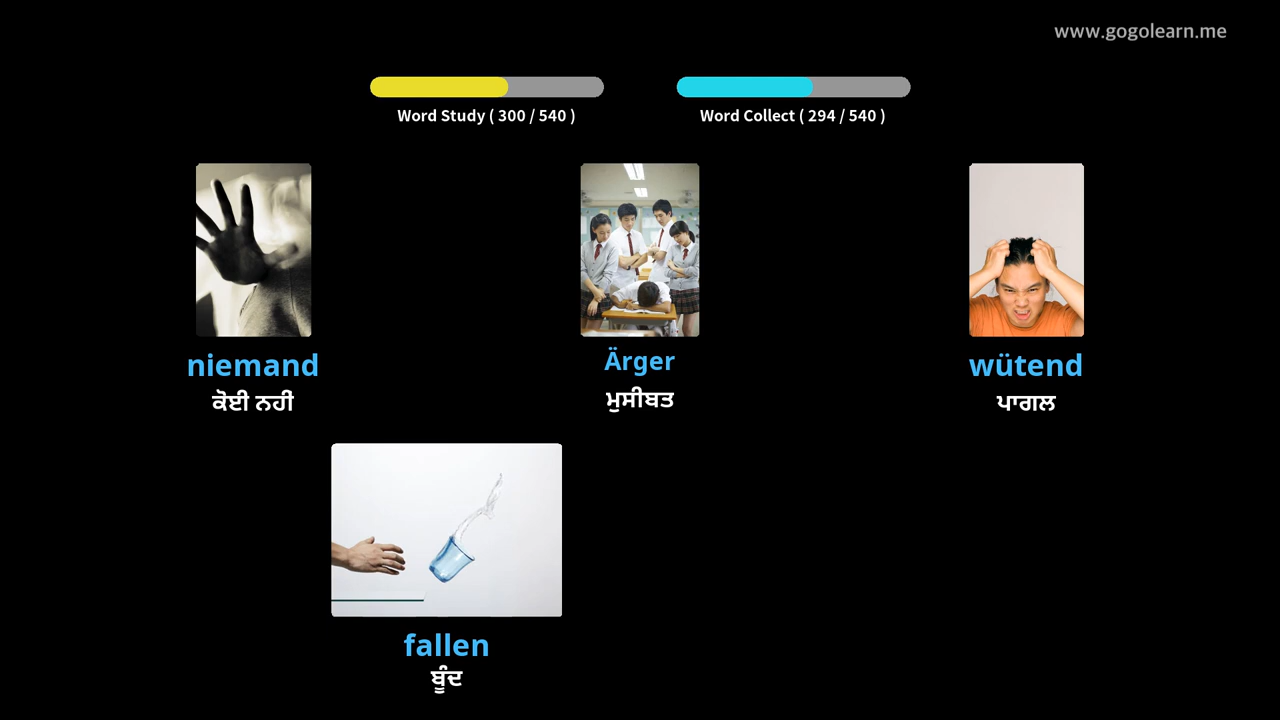 www.gogolearn.me
Word Study ( 300 / 540 )
Word Collect ( 294 / 540 )
niemand
ਕੋਈ ਨਹੀ
Ärger
ਮੁਸੀਬਤ
wütend
ਪਾਗਲ
fallen
ਬੂੰਦ